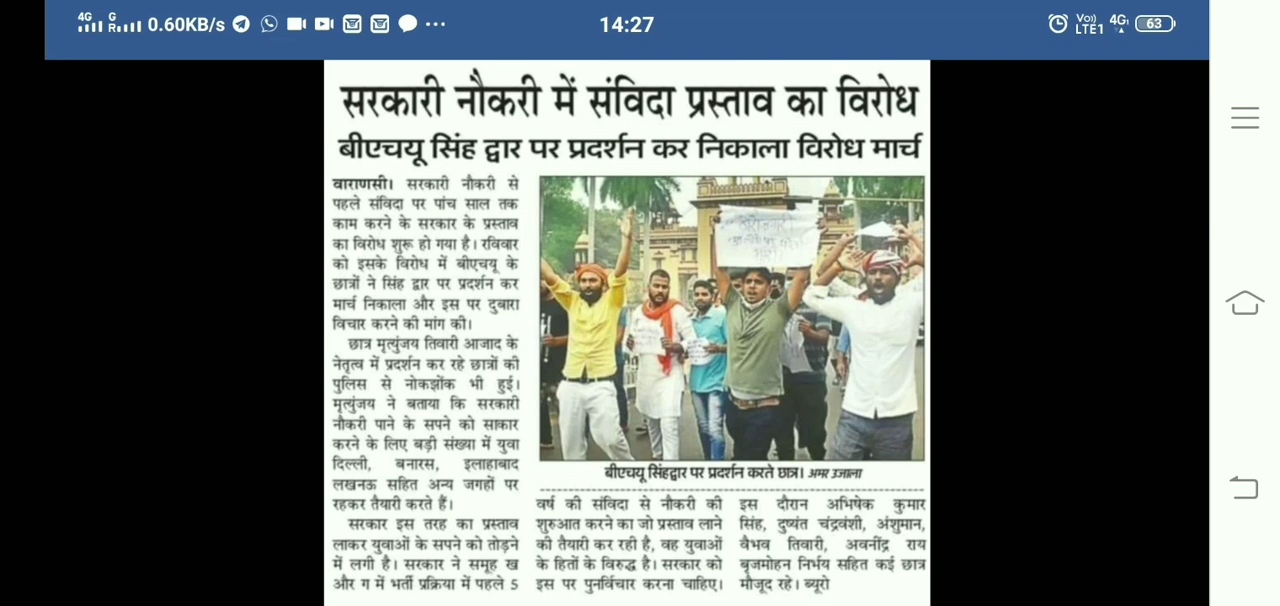 4G G R 0.60KB/s ...
14:27
Vo)) LTE1 4G 63
सरकारी नौकरी में संविदा प्रस्ताव का विरोध
बीएचयू सिंह द्वार पर प्रदर्शन कर निकाला विरोध मार्च
वाराणसी। सरकारी नौकरी से
पहले संविदा पर पांच साल तक
काम करने के सरकार के प्रस्ताव
का विरोध शुरू हो गया है। रविवार
को इसके विरोध में बीएचयू के
छात्रों ने सिंह द्वार पर प्रदर्शन कर
मार्च निकाला और इस पर दुबारा
विचार करने की मांग की।
छात्र मृत्युंजय तिवारी आजाद के
नेतृत्व में प्रदर्शन कर रहे छात्रों की
पुलिस से नोकझोंक भी हुई।
मृत्युंजय ने बताया कि सरकारी
नौकरी पाने के सपने को साकार
करने के लिए बड़ी संख्या में युवा
दिल्ली, बनारस, इलाहाबाद
लखनऊ सहित अन्य जगहों पर
रहकर तैयारी करते हैं।
सरकार इस तरह का प्रस्ताव
लाकर युवाओं के सपने को तोड़ने
में लगी है। सरकार ने समूह ख
और ग में भर्ती प्रक्रिया में पहले 5
बीएचयू सिंहद्वार पर प्रदर्शन करते छात्र। अमर उजाला
वर्ष की संविदा से नौकरी की
शुरुआत करने का जो प्रस्ताव लाने
की तैयारी कर रही है, वह युवाओं
के हितों के विरुद्ध है। सरकार को
इस पर पुनर्विचार करना चाहिए।
इस दौरान अभिषेक कुमार
सिंह, दुष्यंत चंद्रवंशी, अंशुमान,
वैभव तिवारी, अवनींद्र राय
बृजमोहन निर्भय सहित कई छात्र
मौजूद रहे। ब्यूरो